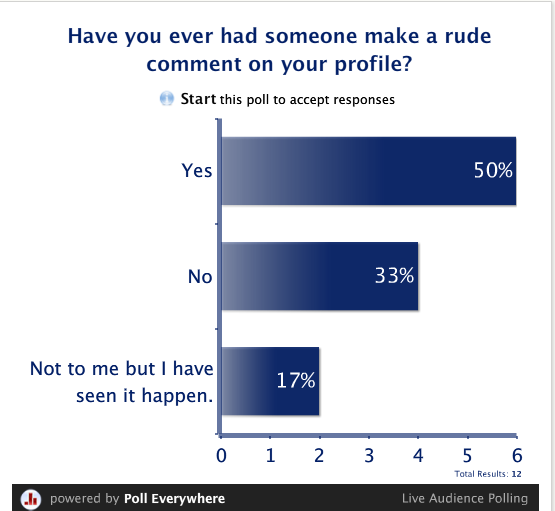 Have you ever had someone make a rude
comment on your profile?
Start this poll to accept responses
Yes
50%
No
33%
Not to me but I have
seen it happen.
17%
0 1 2 3 4 5 6
Total Results: 12
powered by Poll Everywhere
Live Audience Polling